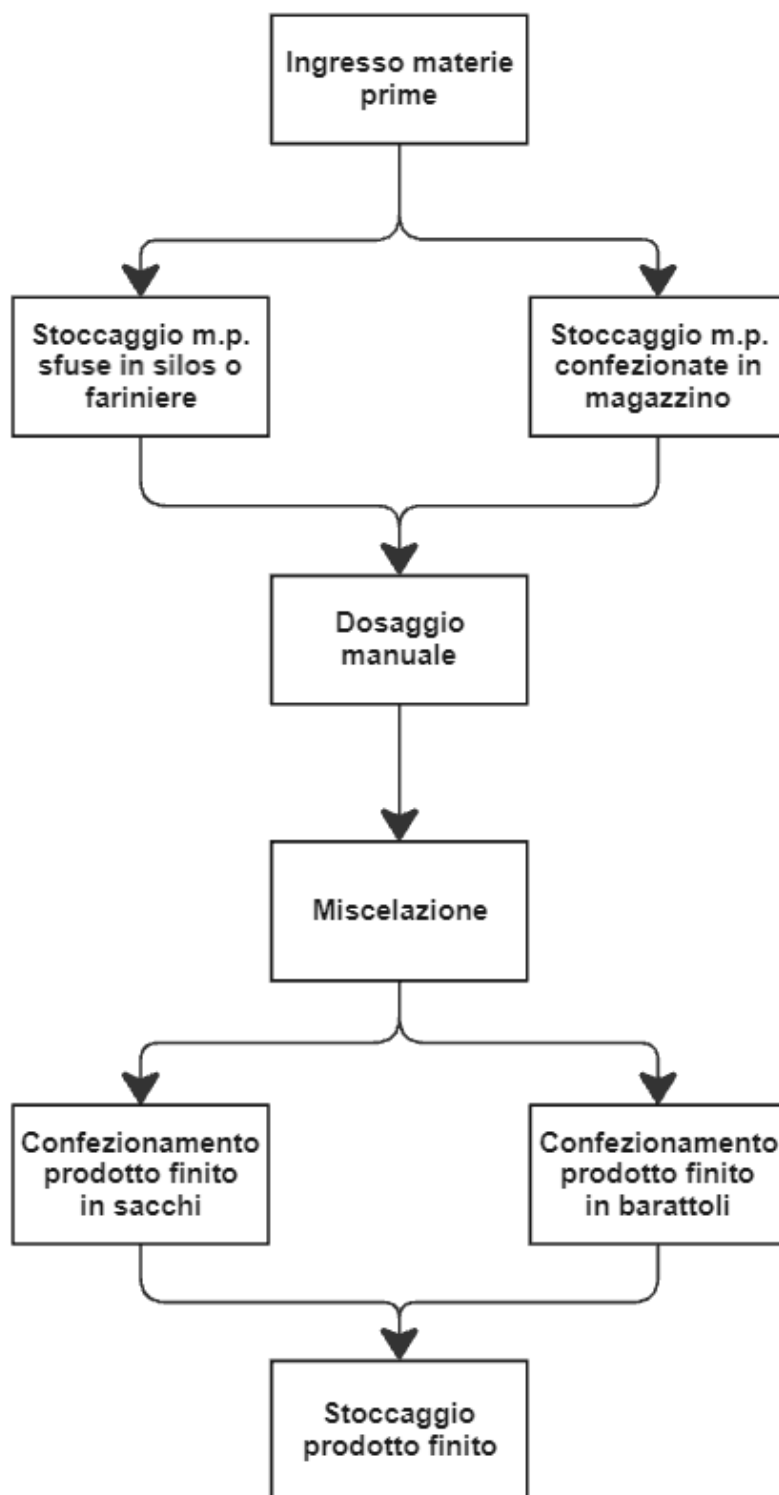 Ingresso materie
prime
Stoccaggio m.p.
sfuse in silos o
fariniere
Stoccaggio m.p.
confezionate in
magazzino
Dosaggio
manuale
Miscelazione
Confezionamento
prodotto finito
in sacchi
Confezionamento
prodotto finito
in barattoli
Stoccaggio
prodotto finito